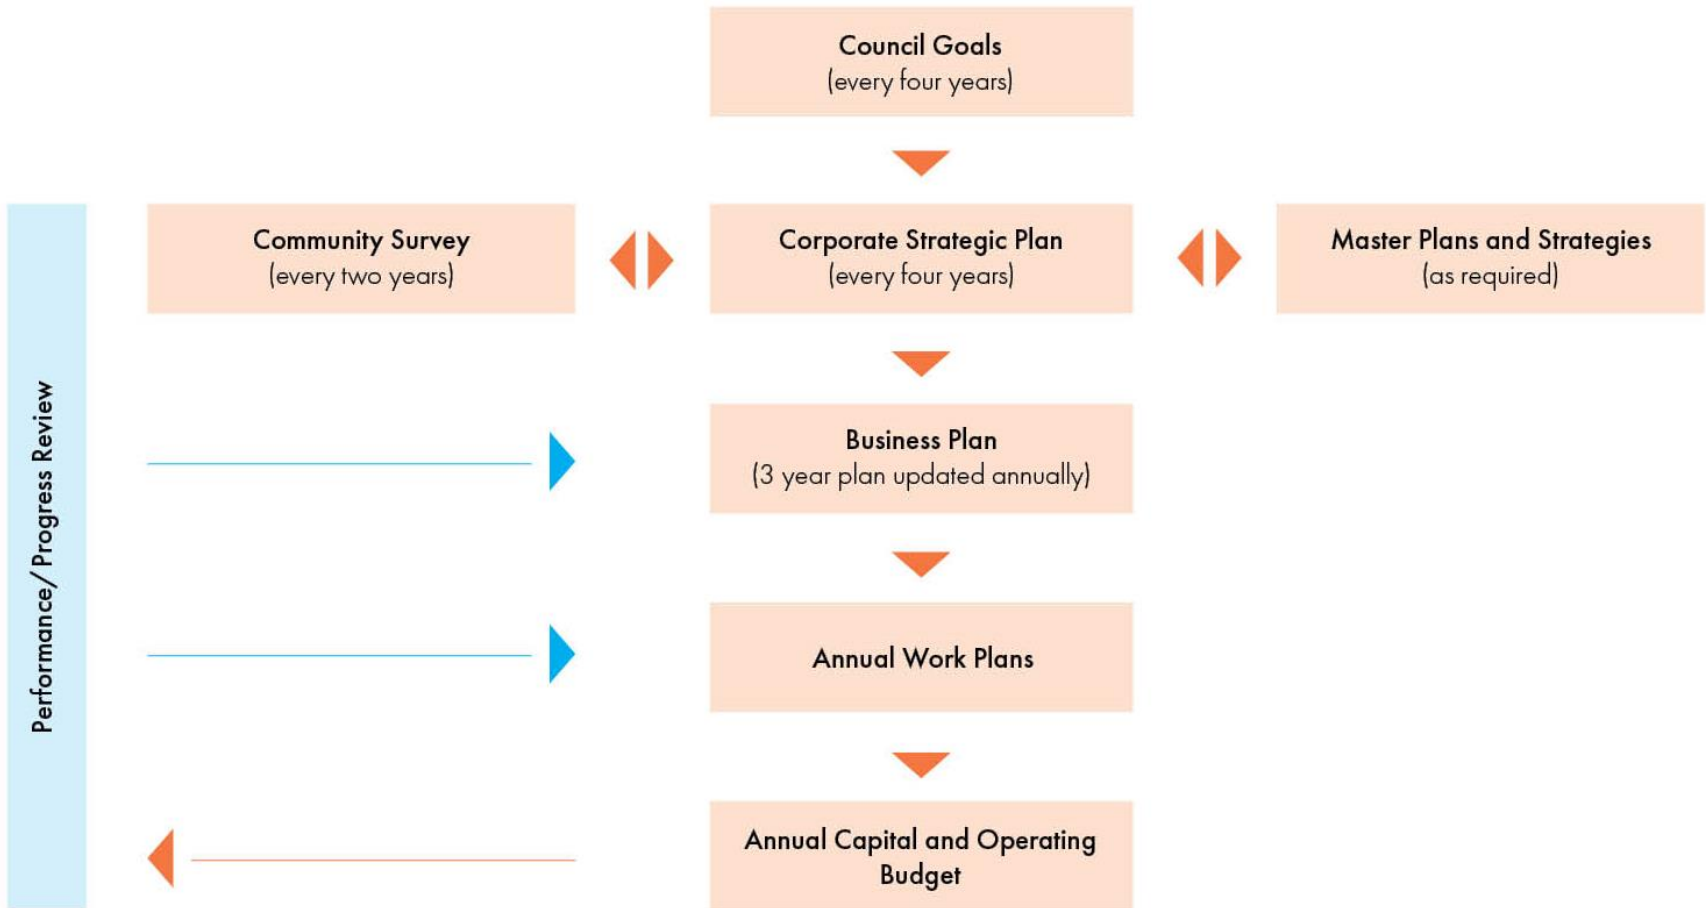 Council Goals
(every four years)
Community Survey
(every two years)
Corporate Strategic Plan
(every four years)
Master Plans and Strategies
(as required)
Performance/Progress Review
Business Plan
(3 year plan updated annually)
Annual Work Plans
Annual Capital and Operating
Budget